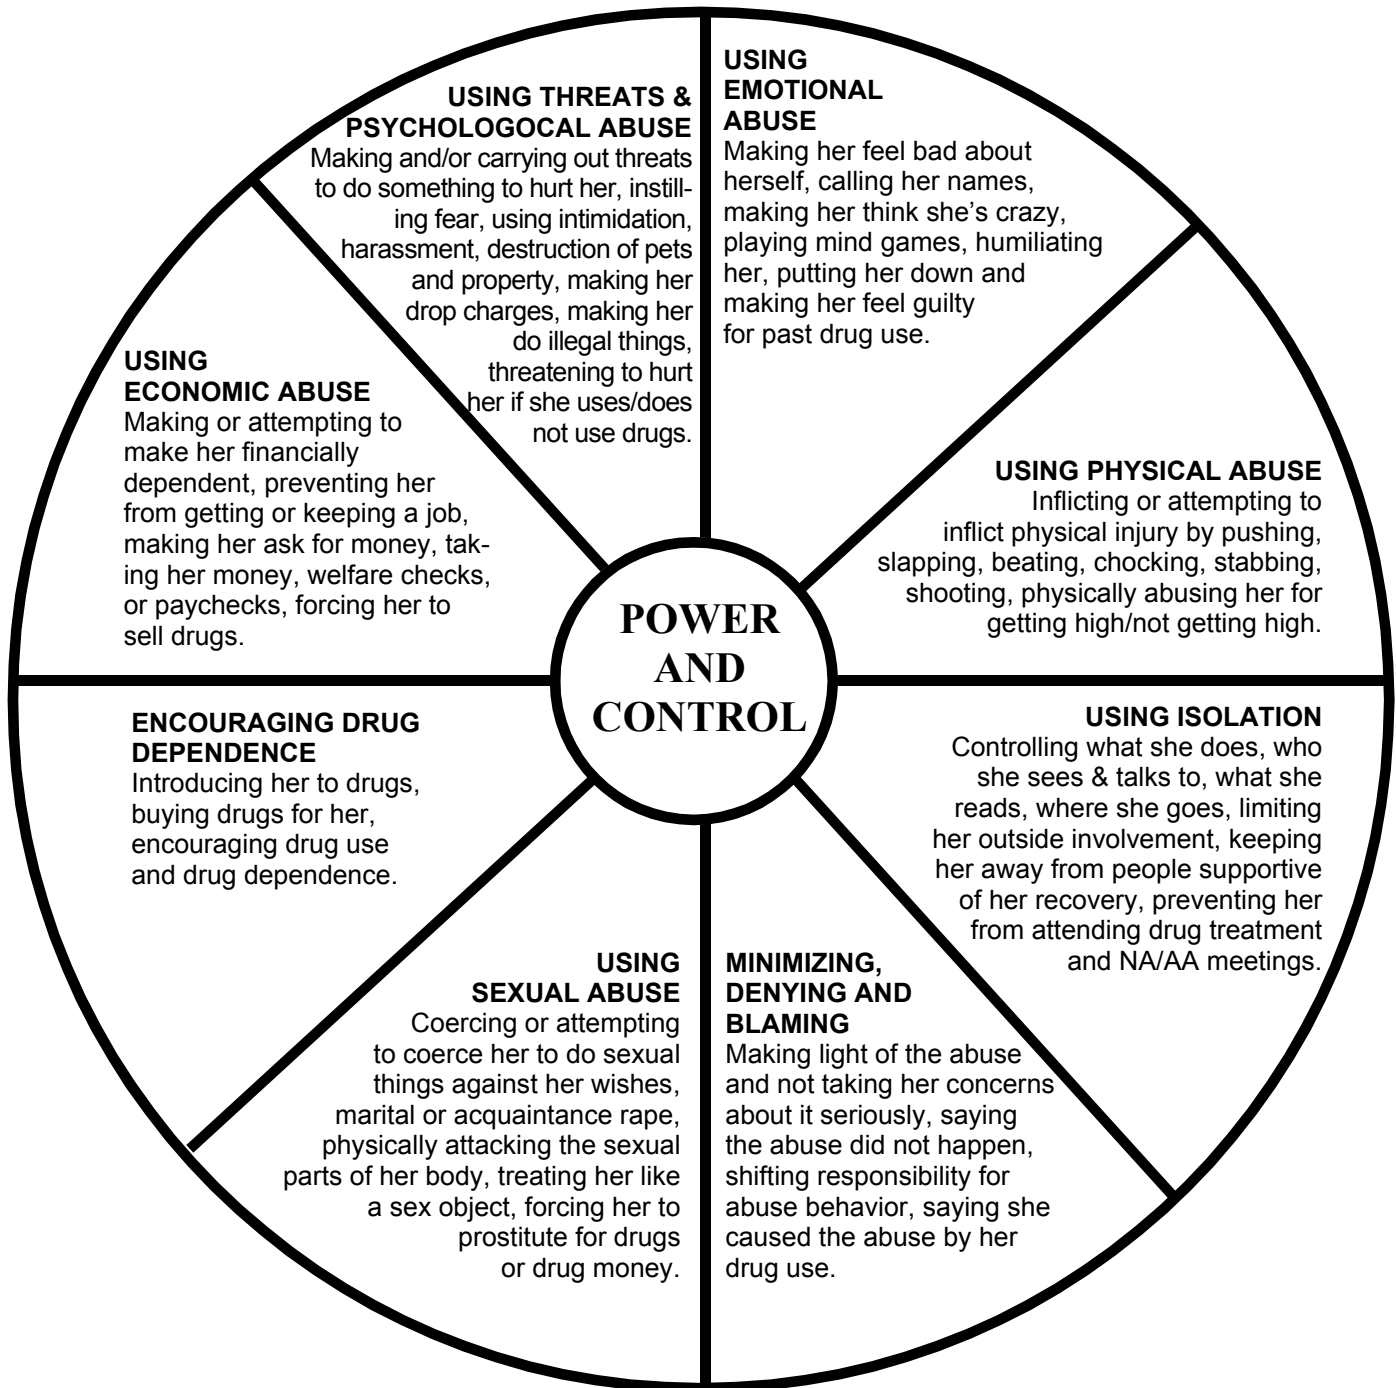 USING THREATS &
PSYCHOLOGOCAL ABUSE
Making and/or carrying out threats
to do something to hurt her, instill-
ing fear, using intimidation,
harassment, destruction of pets
and property, making her
drop charges, making her
do illegal things,
threatening to hurt
her if she uses/does
not use drugs.
USING
EMOTIONAL
ABUSE
Making her feel bad about
herself, calling her names,
making her think she’s crazy,
playing mind games, humiliating
her, putting her down and
making her feel guilty
for past drug use.
USING
ECONOMIC ABUSE
Making or attempting to
make her financially
dependent, preventing her
from getting or keeping a job,
making her ask for money, tak-
ing her money, welfare checks,
or paychecks, forcing her to
sell drugs.
USING PHYSICAL ABUSE
Inflicting or attempting to
inflict physical injury by pushing,
slapping, beating, chocking, stabbing,
shooting, physically abusing her for
getting high/not getting high.
POWER
AND
CONTROL
ENCOURAGING DRUG
DEPENDENCE
Introducing her to drugs,
buying drugs for her,
encouraging drug use
and drug dependence.
USING ISOLATION
Controlling what she does, who
she sees & talks to, what she
reads, where she goes, limiting
her outside involvement, keeping
her away from people supportive
of her recovery, preventing her
from attending drug treatment
and NA/AA meetings.
USING
SEXUAL ABUSE
Coercing or attempting
to coerce her to do sexual
things against her wishes,
marital or acquaintance rape,
physically attacking the sexual
parts of her body, treating her like
a sex object, forcing her to
prostitute for drugs
or drug money.
MINIMIZING,
DENYING AND
BLAMING
Making light of the abuse
and not taking her concerns
about it seriously, saying
the abuse did not happen,
shifting responsibility for
abuse behavior, saying she
caused the abuse by her
drug use.